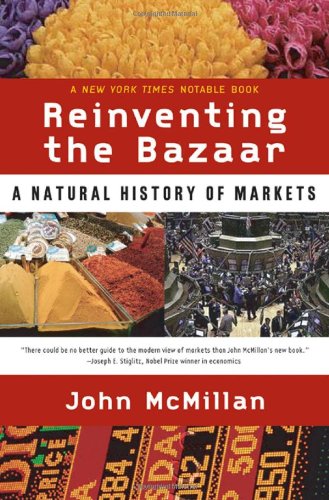 A NEW YORK TIMES NOTABLE BOOK
Reinventing
the Bazaar
A NATURAL HISTORY OF MARKETS
"There could be no better guide to the modern view of markets than John McMillan's new book."
—Joseph E. Stiglitz, Nobel Prize winner in economics
John McMillan